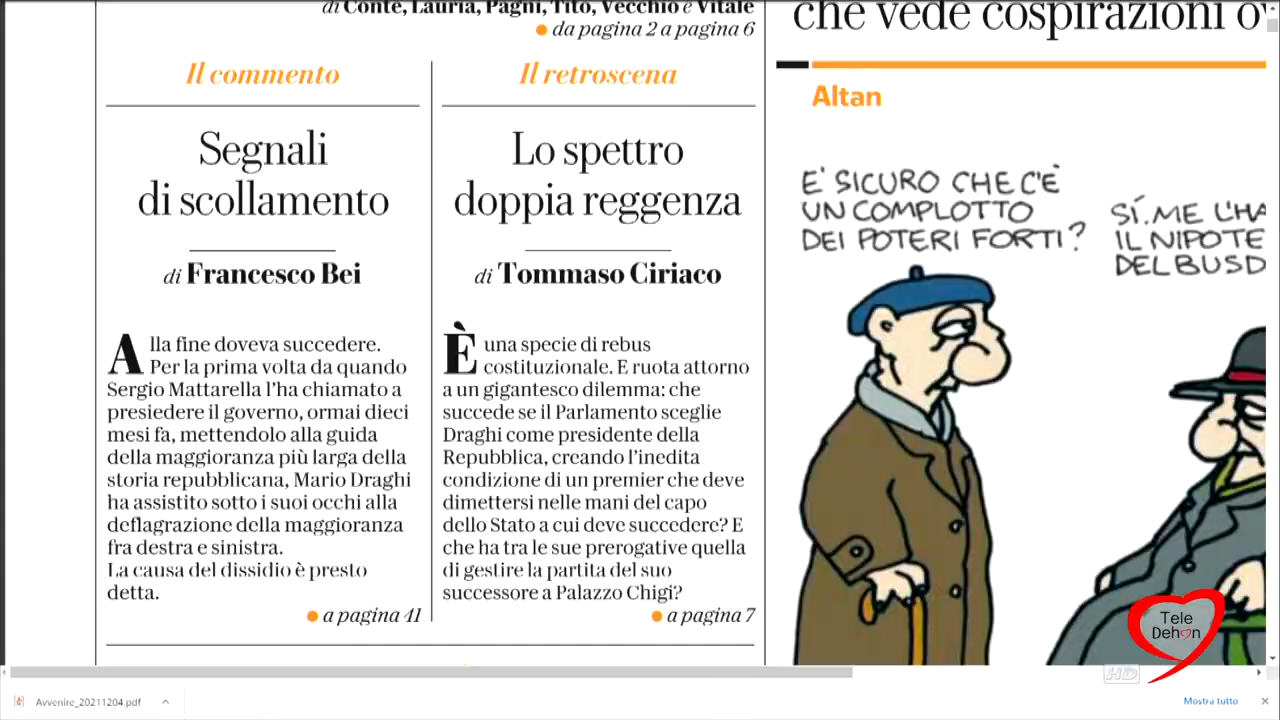 di Conte, Lauria, Pagni, Tito, Vecchio e Vitale
da pagina 2 a pagina 6
Il commento
Segnali
di scollamento
di Francesco Bei
Alla fine doveva succedere.
Per la prima volta da quando
Sergio Mattarella l'ha chiamato a
presiedere il governo, ormai dieci
mesi fa, mettendolo alla guida
della maggioranza più larga della
storia repubblicana, Mario Draghi
ha assistito sotto i suoi occhi alla
deflagrazione della maggioranza
fra destra e sinistra.
La causa del dissidio è presto
detta.
a pagina 41
Il retroscena
Lo spettro
doppia reggenza
di Tommaso Ciriaco
È una specie di rebus
costituzionale. E ruota attorno
a un gigantesco dilemma: che
succede se il Parlamento sceglie
Draghi come presidente della
Repubblica, creando l'inedita
condizione di un premier che deve
dimettersi nelle mani del capo
dello Stato a cui deve succedere? E
che ha tra le sue prerogative quella
di gestire la partita del suo
successore a Palazzo Chigi?
a pagina 7
che vede cospirazioni ov
Altan
E' SICURO CHE C'È
UN COMPLOTTO
DEI POTERI FORTI?
SÍ. ME L'HA
IL NIPOTE
DEL BUSD
Tele
Dehon
HD
Avvenire_20211204.pdf
Mostra tutto